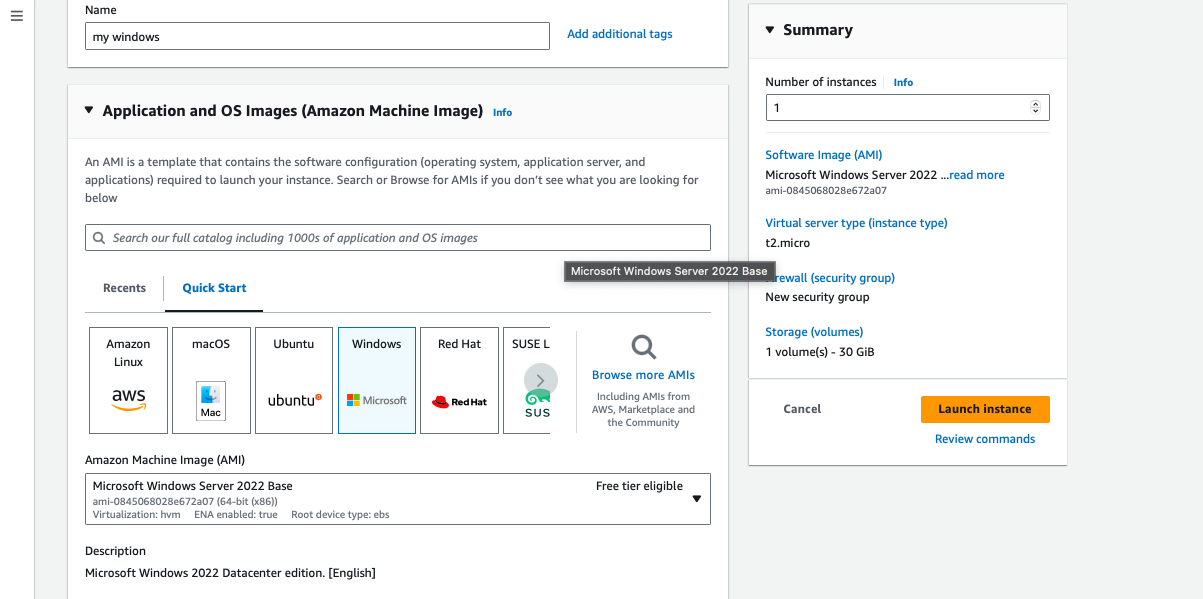 Name
my windows
Add additional tags
Application and OS Images (Amazon Machine Image) Info
An AMI is a template that contains the software configuration (operating system, application server, and
applications) required to launch your instance. Search or Browse for AMIs if you don't see what you are looking for
below
Search our full catalog including 1000s of application and OS images
Microsoft Windows Server 2022 Base
Recents
Quick Start
Amazon
Linux
aws
macOS
Mac
Ubuntu
ubuntu
Windows
Microsoft
Red Hat
Red Hat
SUSE L
SUS
Browse more AMIs
Including AMIs from
AWS, Marketplace and
the Community
Amazon Machine Image (AMI)
Microsoft Windows Server 2022 Base
Free tier eligible
ami-0845068028e672a07 (64-bit (x86))
Virtualization: hvm ENA enabled: true Root device type: ebs
Description
Microsoft Windows 2022 Datacenter edition. [English]
Summary
Number of instances Info
1
Software Image (AMI)
Microsoft Windows Server 2022 ...read more
ami-0845068028e672a07
Virtual server type (instance type)
t2.micro
rewall (security group)
New security group
Storage (volumes)
1 volume(s) - 30 GiB
Cancel
Launch instance
Review commands